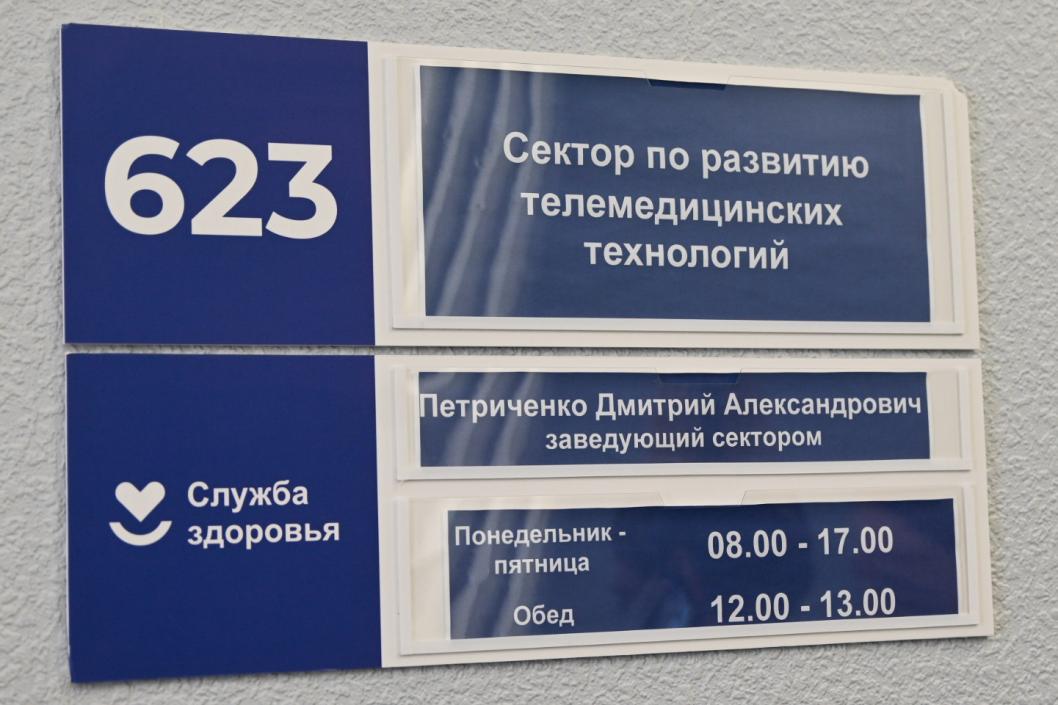 623
Сектор по развитию
телемедицинских
технологий
Служба
здоровья
Петриченко Дмитрий Александрович
заведующий сектором
Понедельник - 08.00 - 17.00
пятница
Обед 12.00 - 13.00